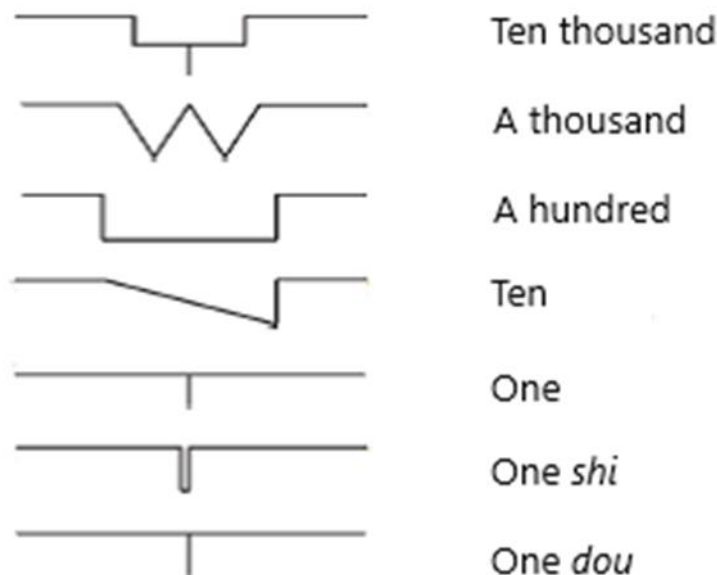 Ten thousand
A thousand
A hundred
Ten
One
One shi
One dou